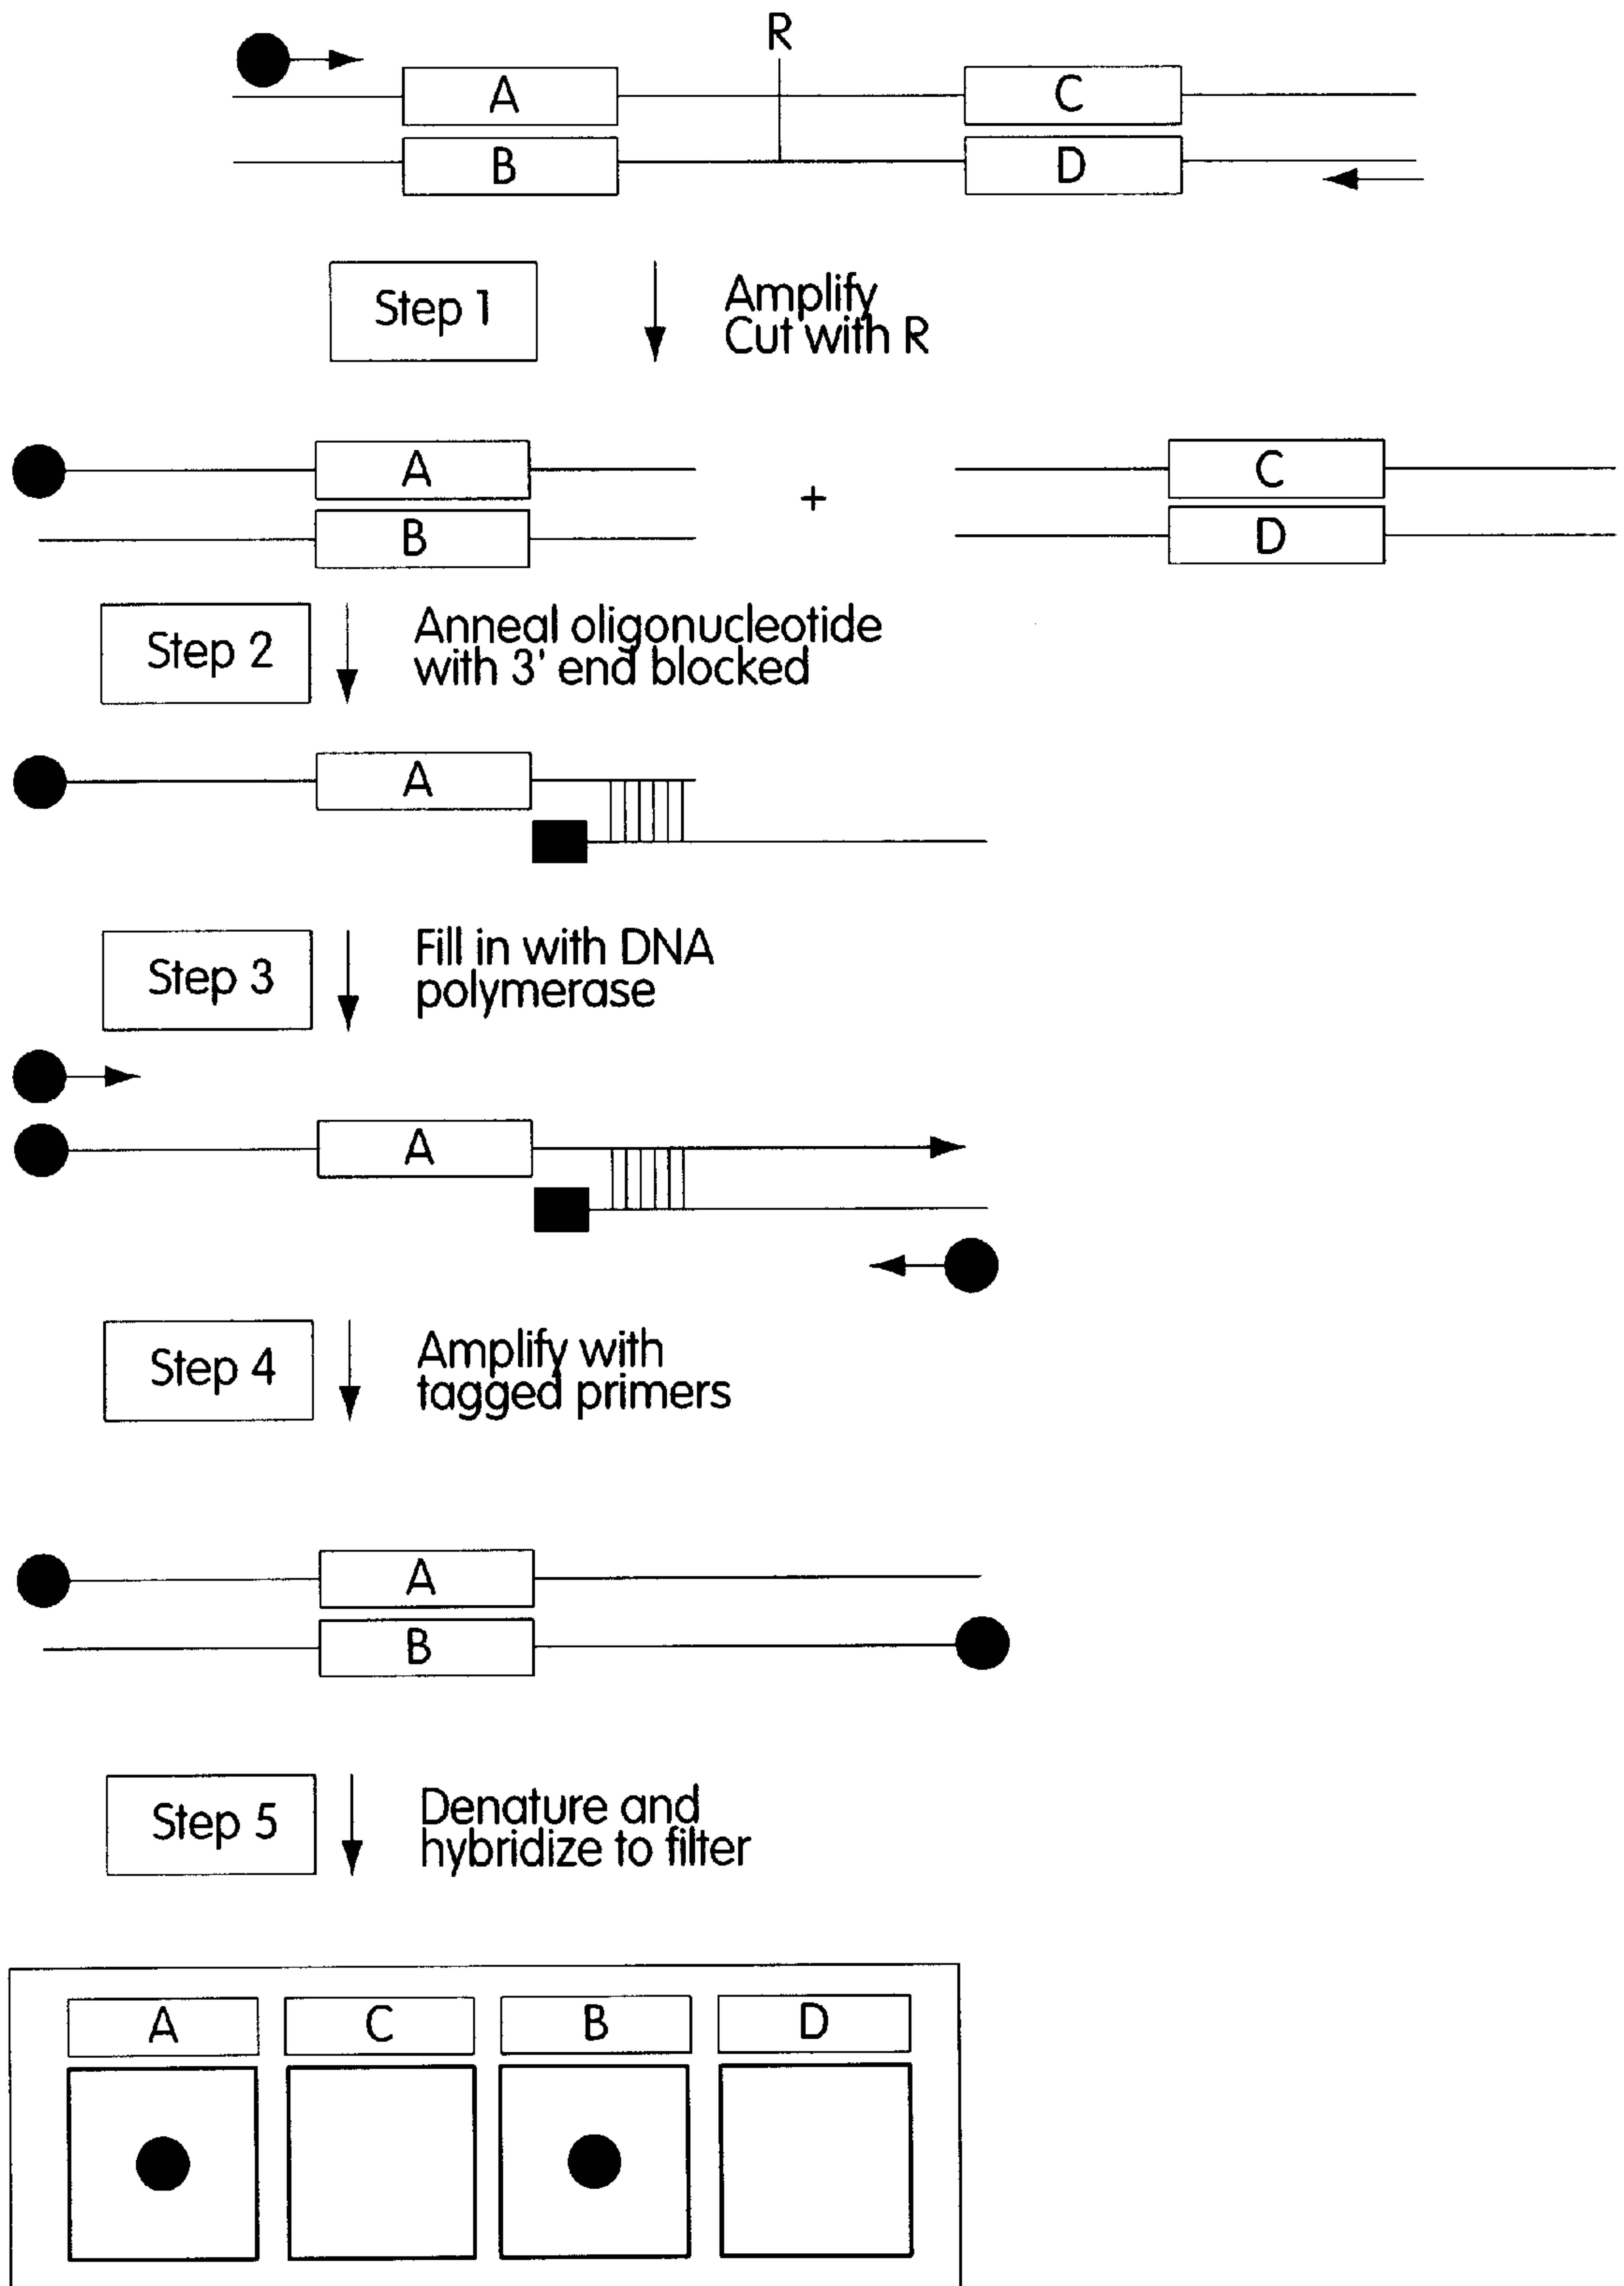 R
A
C
B
D
Step 1
Amplify
Cut with R
A
C
+
B
D
Step 2
Anneal oligonucleotide
with 3' end blocked
A
Step 3
Fill in with DNA
polymerase
A
Step 4
Amplify with
tagged primers
A
B
Step 5
Denature and
hybridize to filter
A C B D